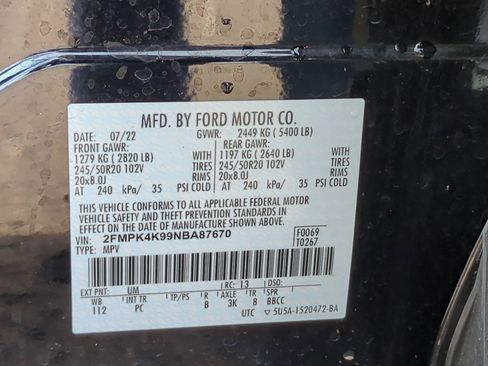 MFD. BY FORD MOTOR CO.
DATE: 07/22 GVWR: 2449 KG ( 5400 LB)
FRONT GAWR: REAR GAWR:
1279 KG ( 2820 LB) WITH 1197 KG ( 2640 LB) WITH
245/50R20 102V TIRES 245/50R20 102V TIRES
20x8.0J RIMS 20x8.0J RIMS
AT 240 kPa/ 35 PSI COLD AT 240 kPa/ 35 PSI COLD
THIS VEHICLE CONFORMS TO ALL APPLICABLE FEDERAL MOTOR
VEHICLE SAFETY AND THEFT PREVENTION STANDARDS IN
EFFECT ON THE DATE OF MANUFACTURE SHOWN ABOVE.
VIN: 2FMPK4K99NBA87670 F0069
TYPE: MPV T0267
EXT PNT: UM RC: 13 DSO:
WB INT TR TP/PS R AX TR SPR
112 PC B 3K B BBCC
UTC ▽ 5U5A-1520472-BA